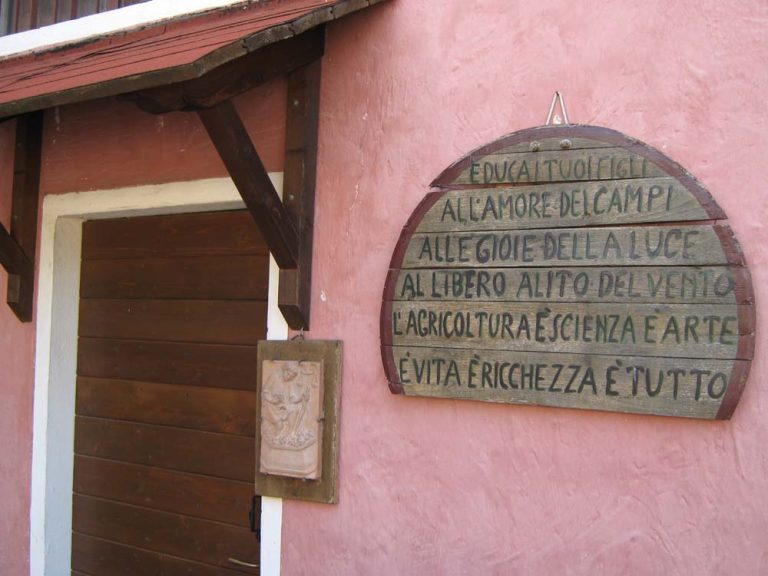 EDUCA I TUOI FIGLI
ALL'AMORE DEI CAMPI
ALLE GIOIE DELLA LUCE
AL LIBERO ALITO DEL VENTO
L'AGRICOLTURA È SCIENZA È ARTE
È VITA È RICCHEZZA È TUTTO